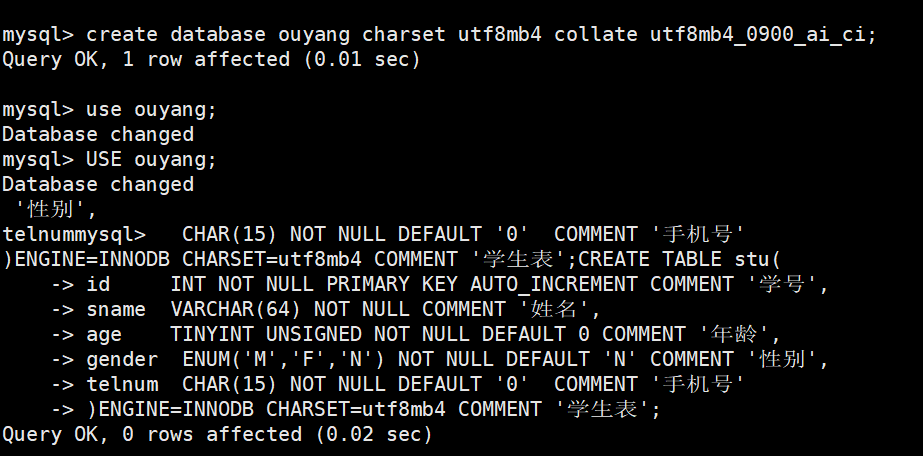 mysql> create database ouyang charset utf8mb4 collate utf8mb4_0900_ai_ci;
Query OK, 1 row affected (0.01 sec)
mysql> use ouyang;
Database changed
mysql> USE ouyang;
Database changed
 '性别',
telnummysql>   CHAR(15) NOT NULL DEFAULT '0'  COMMENT '手机号'
)ENGINE=INNODB CHARSET=utf8mb4 COMMENT '学生表';CREATE TABLE stu(
    -> id     INT NOT NULL PRIMARY KEY AUTO_INCREMENT COMMENT '学号',
    -> sname  VARCHAR(64) NOT NULL COMMENT '姓名',
    -> age    TINYINT UNSIGNED NOT NULL DEFAULT 0 COMMENT '年龄',
    -> gender  ENUM('M','F','N') NOT NULL DEFAULT 'N' COMMENT '性别',
    -> telnum  CHAR(15) NOT NULL DEFAULT '0'  COMMENT '手机号'
    -> )ENGINE=INNODB CHARSET=utf8mb4 COMMENT '学生表';
Query OK, 0 rows affected (0.02 sec)